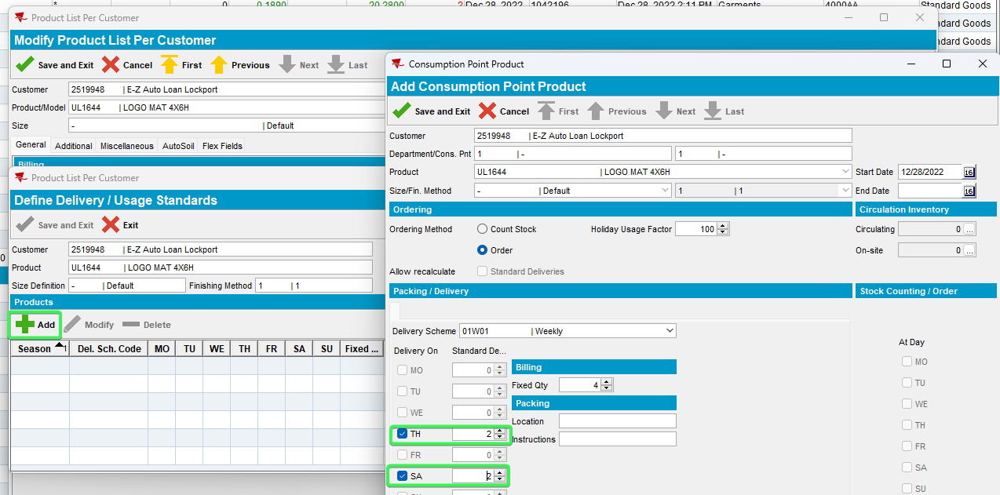 * 0 0.1890 20.2800 2 Dec 28, 2022 1042196 Dec 28, 2022 2:11 PM Garments 4000AA Standard Goods
Product List Per Customer
ndard Goods
Modify Product List Per Customer
ndard Goods
Save and Exit Cancel First Previous Next Last
Customer 2519948 | E-Z Auto Loan Lockport
Product/Model UL1644 | LOGO MAT 4X6H
Size - | Default
General Additional Miscellaneous AutoSoil Flex Fields
Billing
Product List Per Customer
Define Delivery / Usage Standards
Save and Exit Exit
Customer 2519948 | E-Z Auto Loan Lockport
Product UL1644 | LOGO MAT 4X6H
Size Definition - | Default Finishing Method 1 | 1
Products
Add Modify Delete
Season 1 Del. Sch. Code MO TU WE TH FR SA SU Fixed ...
0
Consumption Point Product
Add Consumption Point Product
Save and Exit Cancel First Previous Next Last
Customer 2519948 | E-Z Auto Loan Lockport
Department/Cons. Pnt 1 | - 1 | -
Product UL1644 | LOGO MAT 4X6H Start Date 12/28/2022 16
Size/Fin. Method - | Default 1 | 1 End Date 16
Ordering Circulation Inventory
Ordering Method Count Stock Holiday Usage Factor 100 Circulating 0 ...
Order On-site 0 ...
Allow recalculate Standard Deliveries
Packing / Delivery Stock Counting / Order
Delivery Scheme 01W01 | Weekly
At Day
Delivery On Standard De...
MO 0 Billing MO
TU 0 Fixed Qty 4 TU
WE 0 Packing WE
TH 2 Location TH
Instructions
FR 0 FR
SA 2 SA
SU